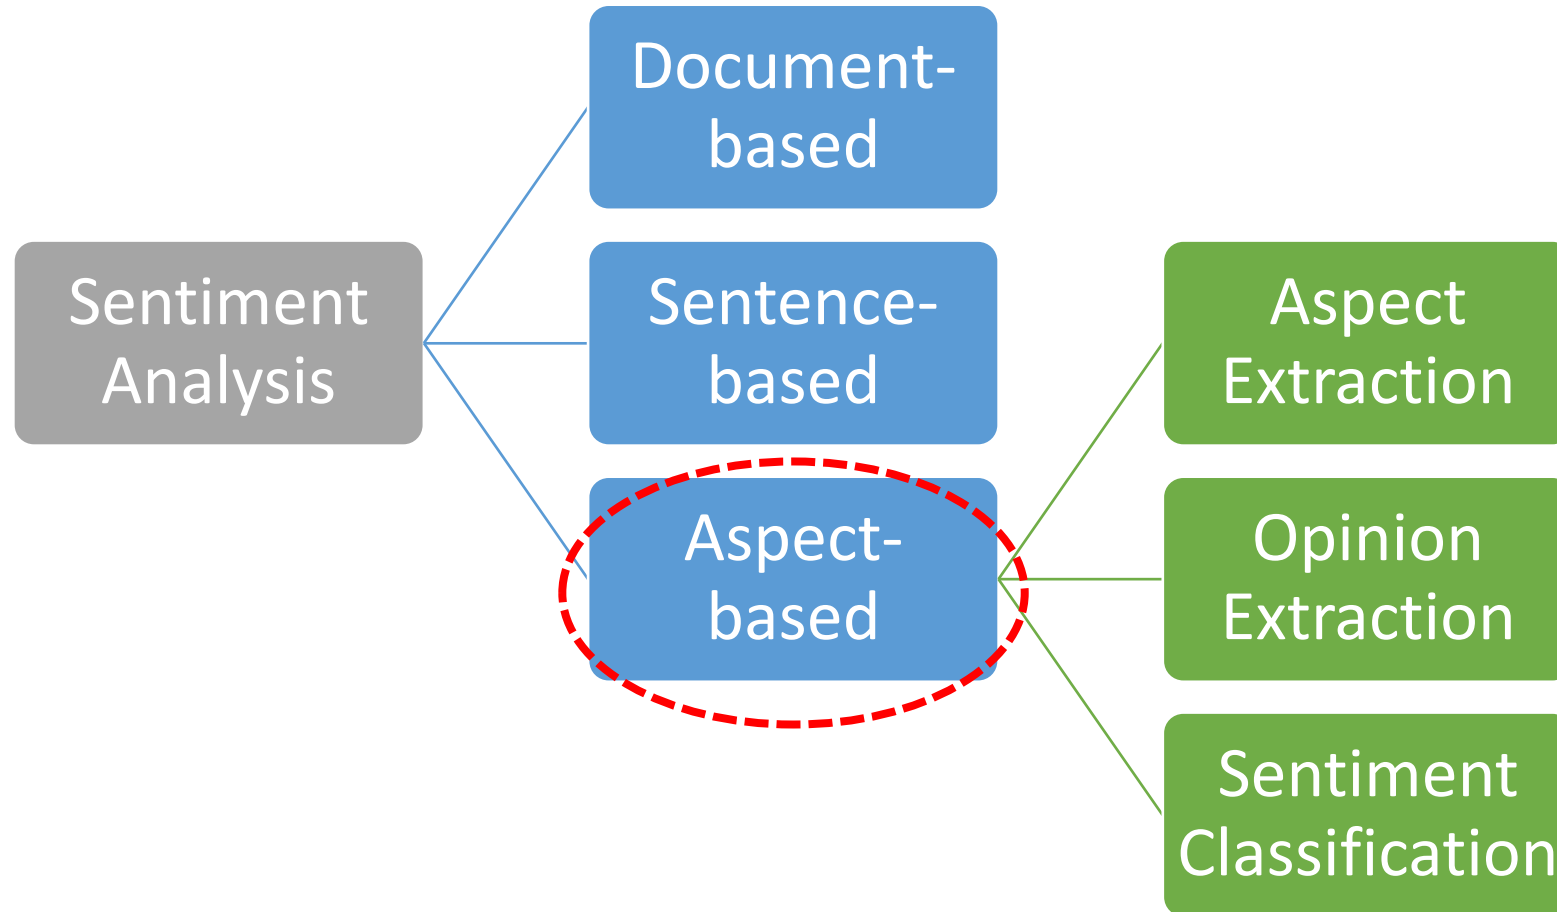 Document-
based
Sentiment
Analysis
Sentence-
based
Aspect-
based
Aspect
Extraction
Opinion
Extraction
Sentiment
Classification